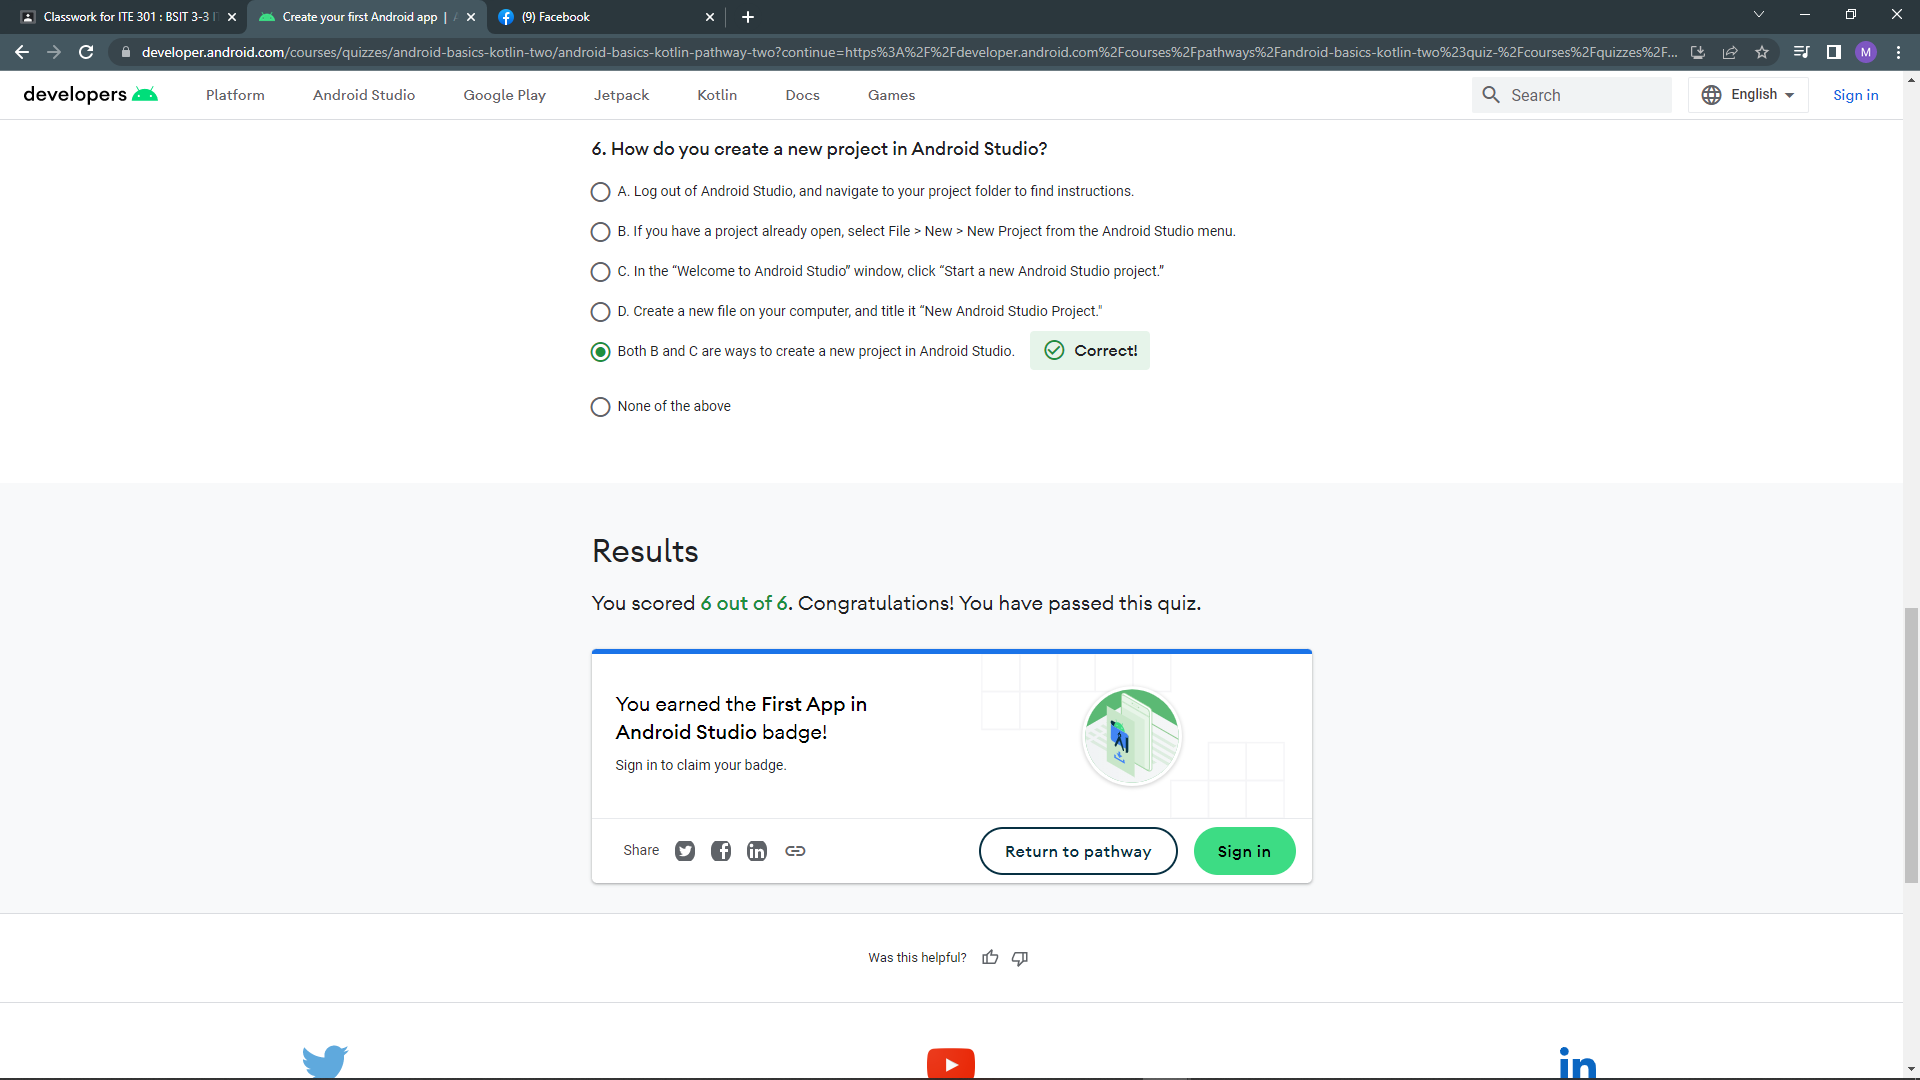 Classwork for ITE 301 : BSIT 3-3
Create your first Android app |
(9) Facebook
developer.android.com/courses/quizzes/android-basics-kotlin-two/android-basics-kotlin-pathway-two?continue=https%3A%2F%2Fdeveloper.android.com%2Fcourses%2Fpathways%2Fandroid-basics-kotlin-two%23quiz-%2Fcourses%2Fquizzes%2F...
M
developers
Platform
Android Studio
Google Play
Jetpack
Kotlin
Docs
Games
Search
English
Sign in
6. How do you create a new project in Android Studio?
A. Log out of Android Studio, and navigate to your project folder to find instructions.
B. If you have a project already open, select File > New > New Project from the Android Studio menu.
C. In the “Welcome to Android Studio” window, click “Start a new Android Studio project.”
D. Create a new file on your computer, and title it “New Android Studio Project."
Both B and C are ways to create a new project in Android Studio.
Correct!
None of the above
Results
You scored 6 out of 6. Congratulations! You have passed this quiz.
You earned the First App in
Android Studio badge!
Sign in to claim your badge.
Share
Return to pathway
Sign in
Was this helpful?